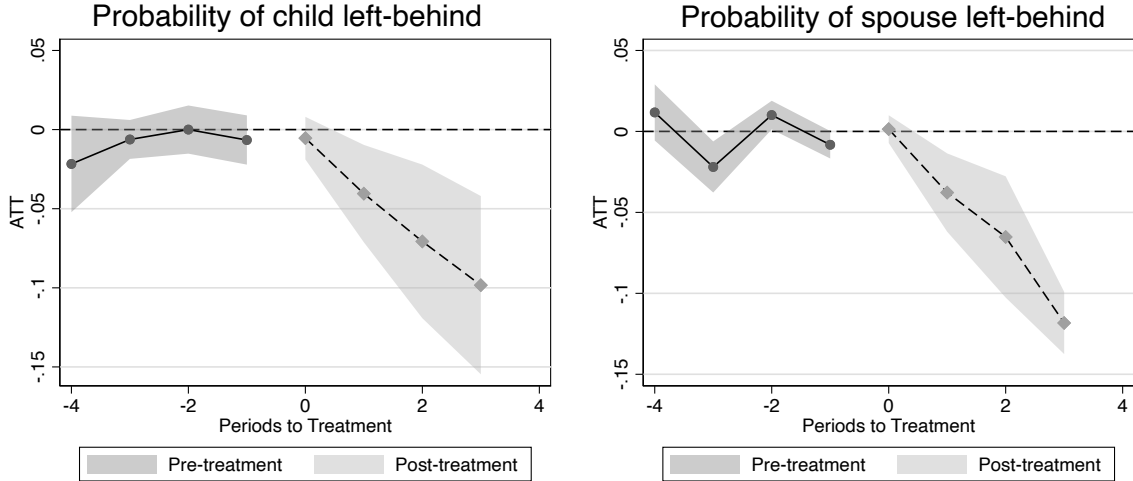 Probability of child left-behind
.05
0
-.05
-.1
-.15
ATT
-4
-2
0
2
4
Periods to Treatment
Pre-treatment
Post-treatment
Probability of spouse left-behind
.05
0
-.05
-.1
-.15
ATT
-4
-2
0
2
4
Periods to Treatment
Pre-treatment
Post-treatment